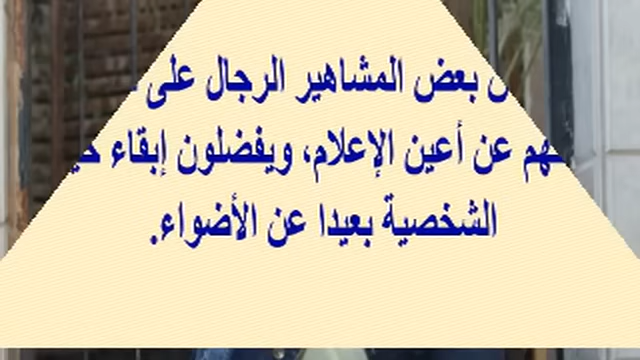 بعض المشاهير الرجال على
عن أعين الإعلام، ويفضلون إبقاء
الشخصية بعيدا عن الأضواء.